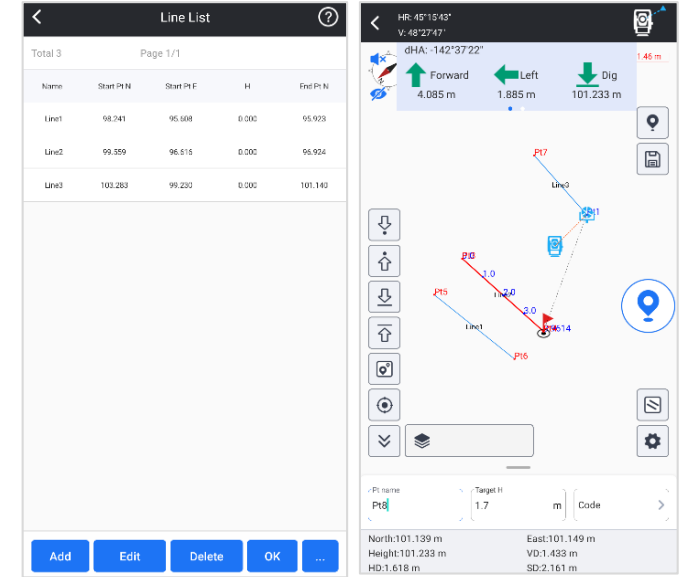 Line List
?
Total 3 Page 1/1
Name Start Pt N Start Pt E H End Pt N
Line1 98.241 95.608 0.000 95.923
Line2 99.559 96.616 0.000 96.924
Line3 103.283 99.230 0.000 101.140
Add Edit Delete OK ...
HR: 45°15'43"
V: 48°27'47"
dHA: -142°37'22"
Forward Left Dig
4.085 m 1.885 m 101.233 m
1.46 m
Pt7
Line3
1.0
Pt5
2.0
3.0
Line1
Pt6
Pt name Target H
Pt8 1.7 m Code
North:101.139 m East:101.149 m
Height:101.233 m VD:1.433 m
HD:1.618 m SD:2.161 m